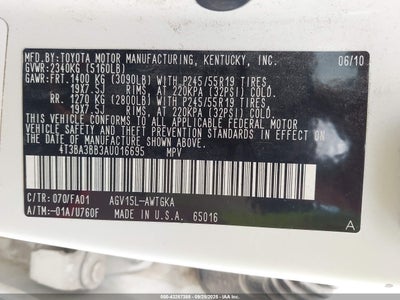 MFD. BY: TOYOTA MOTOR MANUFACTURING, KENTUCKY, INC.
GVWR: 2340KG (5160LB) 06/10
GAWR: FRT. 1400 KG (3090LB) WITH P245/55R19 TIRES
19X7.5J RIMS AT 220KPA (32PSI) COLD
RR. 1270 KG (2800LB) WITH P245/55R19 TIRES
19X7.5J RIMS AT 220KPA (32PSI) COLD
THIS VEHICLE CONFORMS TO ALL APPLICABLE FEDERAL MOTOR
VEHICLE SAFETY STANDARDS IN EFFECT ON THE
DATE OF MANUFACTURE SHOWN ABOVE.
4T3BA3BB3AU016695 MPV
C/TR: 070/FA01 AGV15L-AWTGKA
A/TM: -01A/U760F MADE IN U.S.A. 65016 A